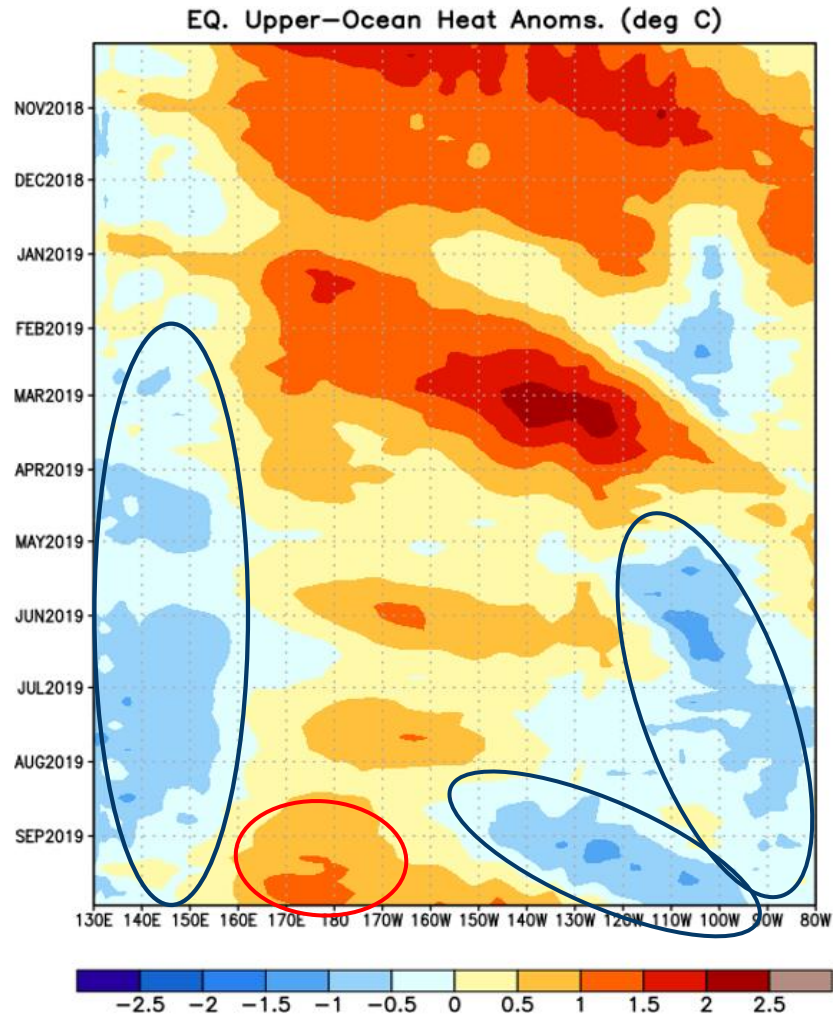 EQ. Upper-Ocean Heat Anoms. (deg C)
NOV2018
DEC2018
JAN2019
FEB2019
MAR2019
APR2019
MAY2019
JUN2019
JUL2019
AUG2019
SEP2019
130E 140E 150E 160E 170E 180 170W 160W 150W 140W 130W 120W 110W 100W 90W 80W
-2.5 -2 -1.5 -1 -0.5 0 0.5 1 1.5 2 2.5